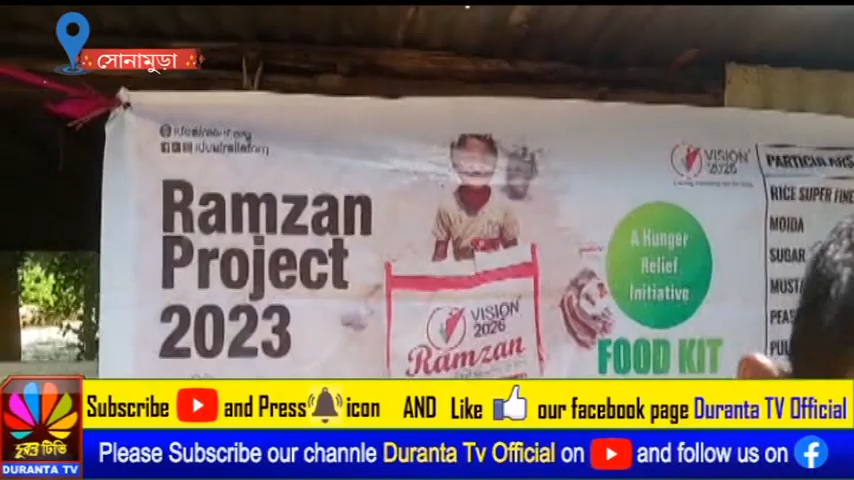 সোনামুড়া
Ramzan
Project
2023
VISION
2026
Ramzan
VISION
2026
A Hunger
Relief
Initiative
FOOD KIT
PARTICULARS
RICE SUPER FINE
MOIDA
SUGAR
Subscribe and Press icon AND Like our facebook page Duranta TV Official
দুরন্ত টিভি
DURANTA TV
Please Subscribe our channle Duranta Tv Official on and follow us on